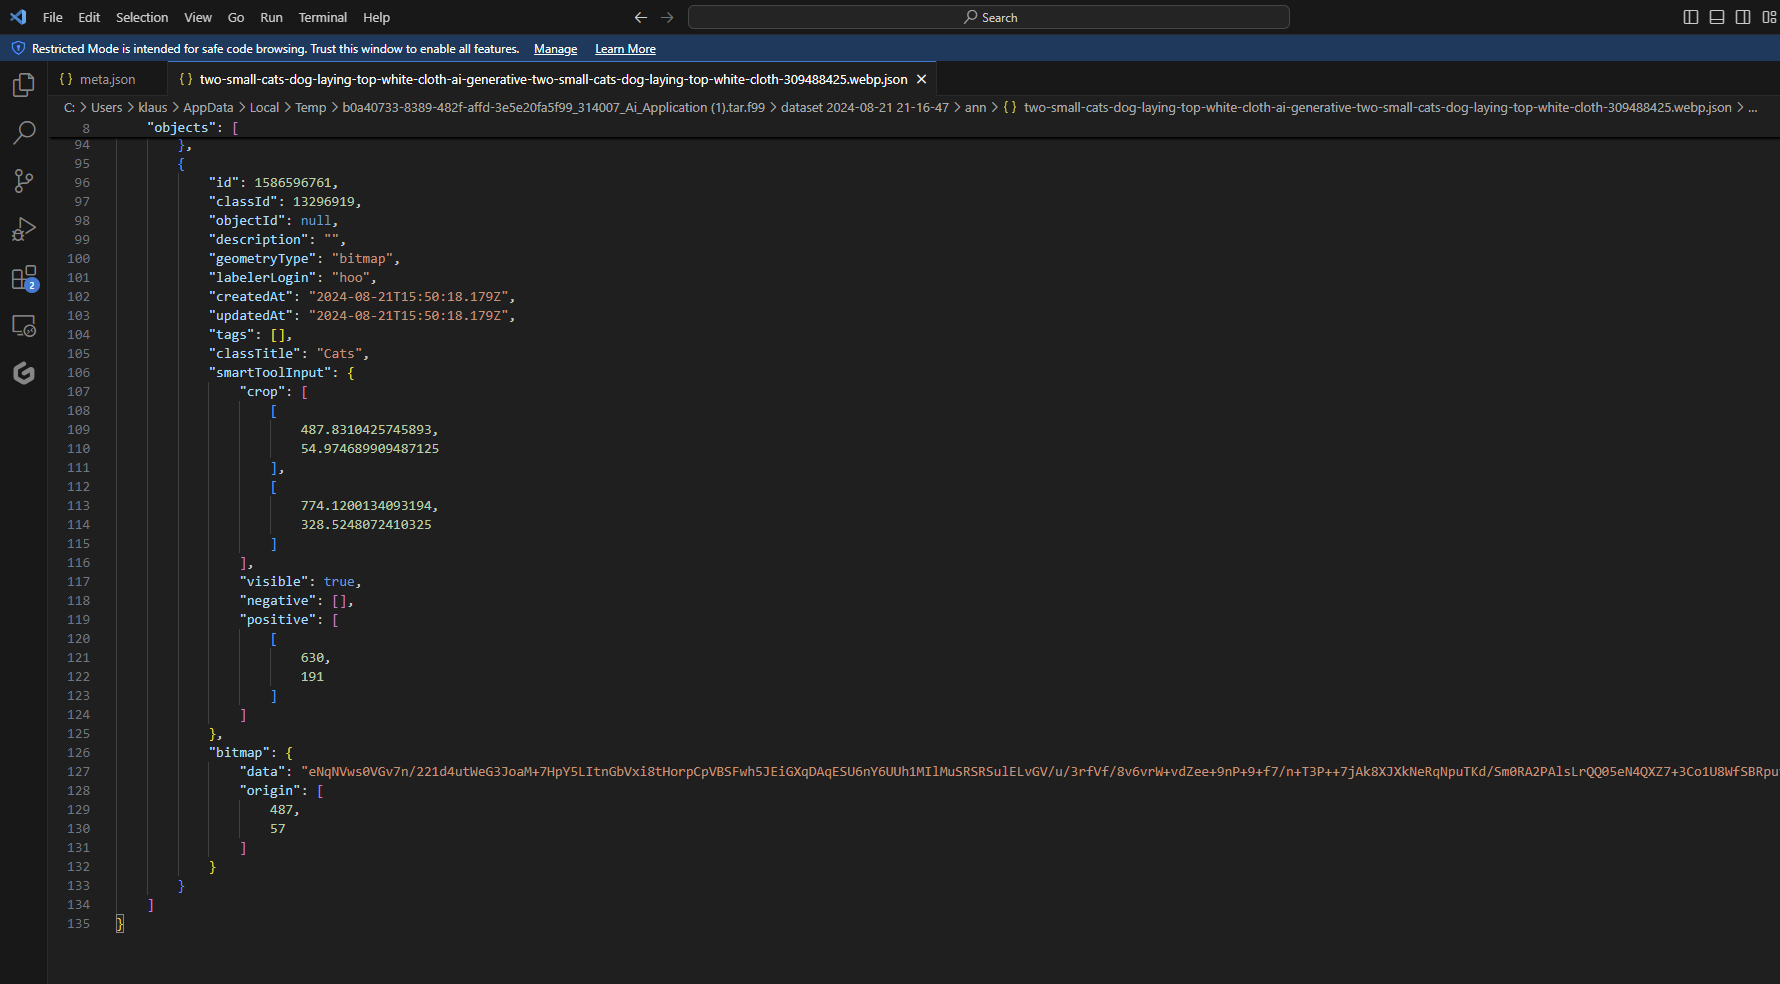 File Edit Selection View Go Run Terminal Help
Search
Restricted Mode is intended for safe code browsing. Trust this window to enable all features. Manage Learn More
{} meta.json
{} two-small-cats-dog-laying-top-white-cloth-ai-generative-two-small-cats-dog-laying-top-white-cloth-309488425.webp.json
C: > Users > klaus > AppData > Local > Temp > b0a40733-8389-482f-affd-3e5e20fa5f99_314007_Ai_Application (1).tar.f99 > dataset 2024-08-21 21-16-47 > ann > {} two-small-cats-dog-laying-top-white-cloth-ai-generative-two-small-cats-dog-laying-top-white-cloth-309488425.webp.json > ...
8 "objects": [
94 },
95 {
96 "id": 1586596761,
97 "classId": 13296919,
98 "objectId": null,
99 "description": "",
100 "geometryType": "bitmap",
101 "labelerLogin": "hoo",
102 "createdAt": "2024-08-21T15:50:18.179Z",
103 "updatedAt": "2024-08-21T15:50:18.179Z",
104 "tags": [],
105 "classTitle": "Cats",
106 "smartToolInput": {
107 "crop": [
108 [
109 487.8310425745893,
110 54.974689909487125
111 ],
112 [
113 774.1200134093194,
114 328.5248072410325
115 ]
116 ],
117 "visible": true,
118 "negative": [],
119 "positive": [
120 [
121 630,
122 191
123 ]
124 ]
125 },
126 "bitmap": {
127 "data": "eNqNVws0VGv7n/221d4utWeG3JoaM+7HpY5LItnGbVxi8tHorpCpVBSFwh5JEiGXqDAqESU6nY6UUh1MIlMuSRSRSulELvGV/u/3rfVf/8v6vrW+vdZee+9nP+9+f7/n+T3P++7jAk8XJXkNeRqNpuTKd/Sm0RA2PAlsLrQQ05eN4QXZ7+3Co1U8WfSBRpu
128 "origin": [
129 487,
130 57
131 ]
132 }
133 }
134 ]
135 }
2